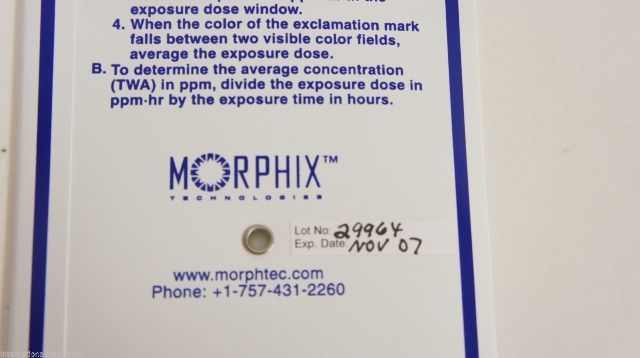 exposure dose window.
4. When the color of the exclamation mark
falls between two visible color fields,
average the exposure dose.
B. To determine the average concentration
(TWA) in ppm, divide the exposure dose in
ppm·hr by the exposure time in hours.
MORPHIX™
TECHNOLOGIES
Lot No: 29964
Exp. Date: NOV 07
www.morphtec.com
Phone: +1-757-431-2260